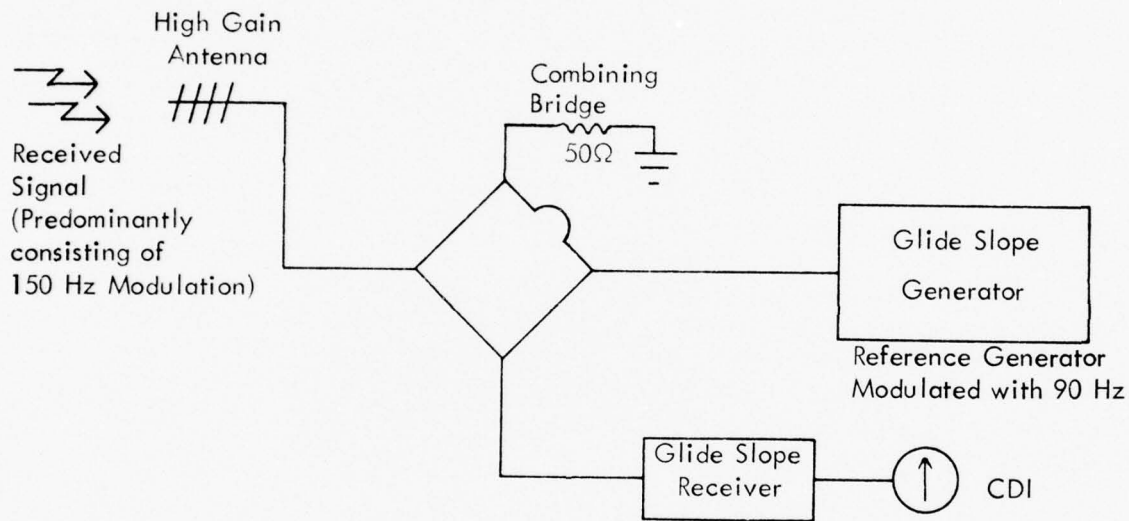 High Gain
Antenna
Received
Signal
(Predominantly
consisting of
150 Hz Modulation)
Combining
Bridge
50Ω
Glide Slope
Generator
Reference Generator
Modulated with 90 Hz
Glide Slope
Receiver
CDI